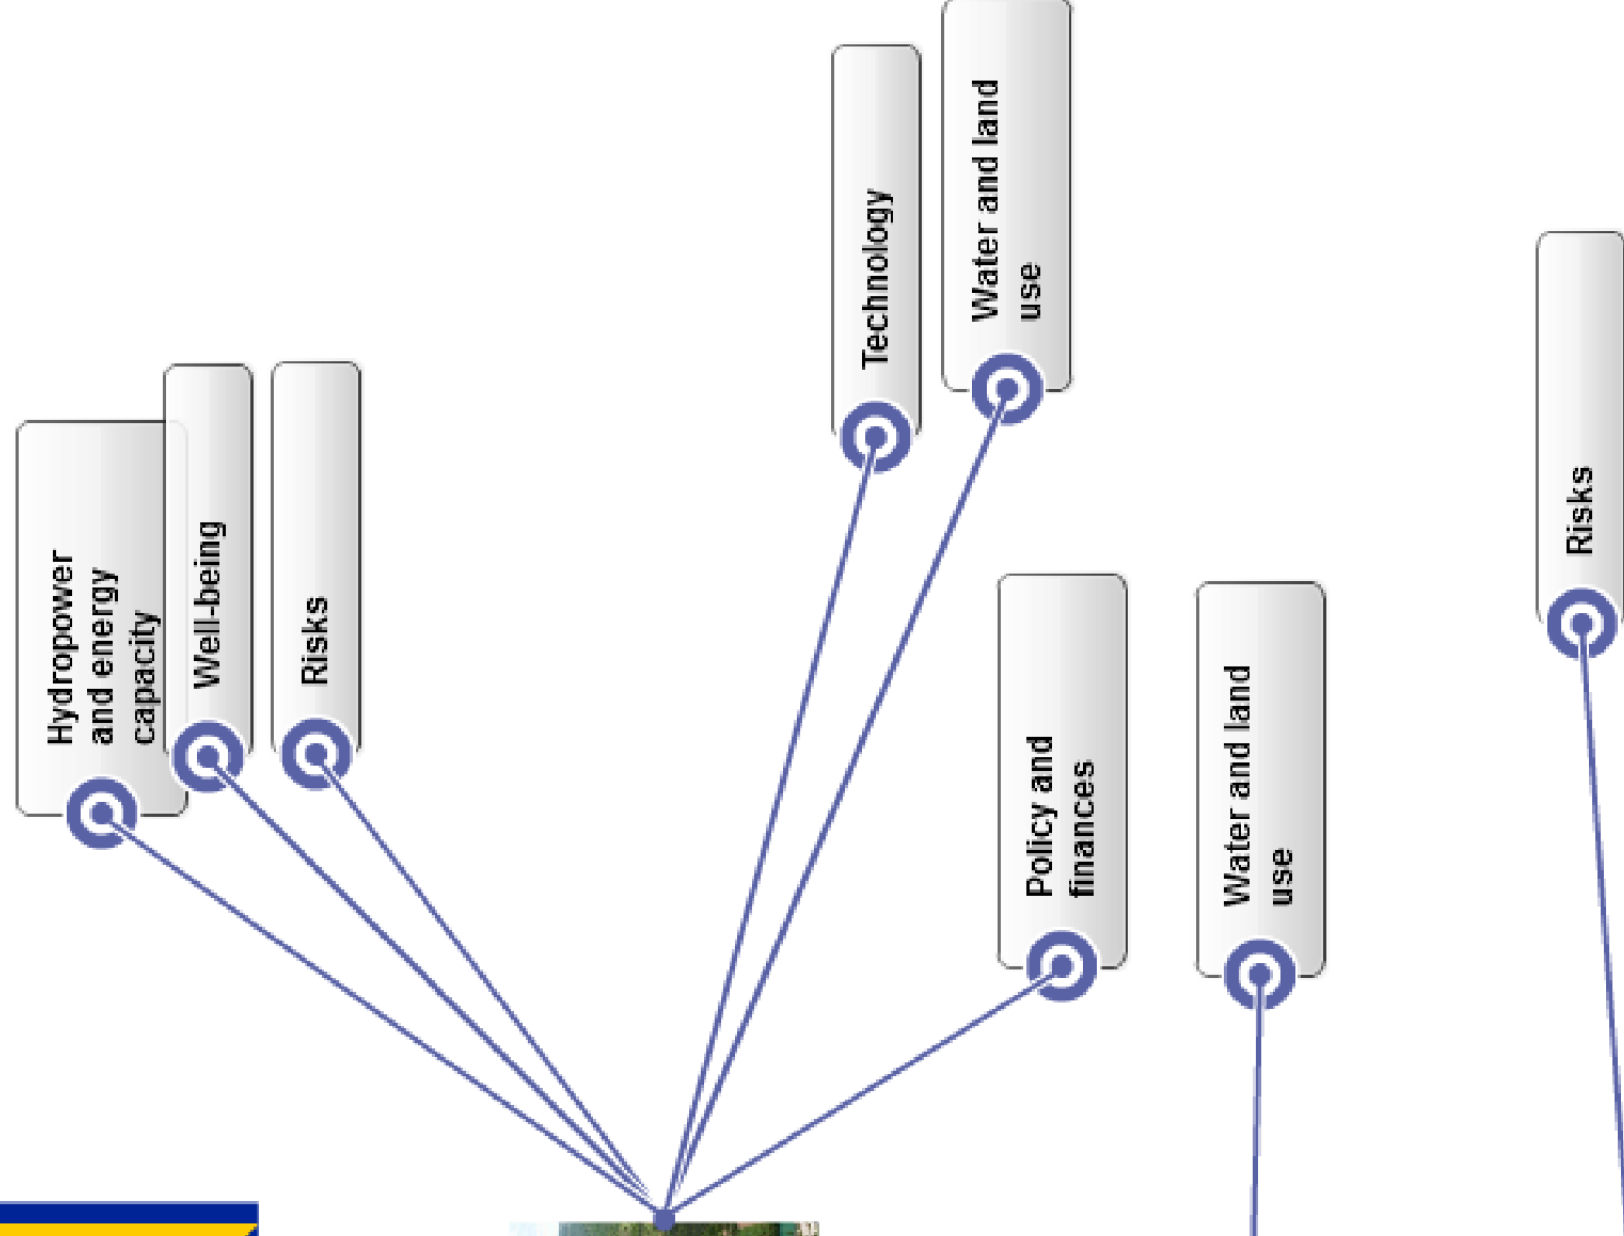 Hydropower
and energy
capacity
Well-being
Risks
Technology
Water and land
use
Policy and
finances
Water and land
use
Risks